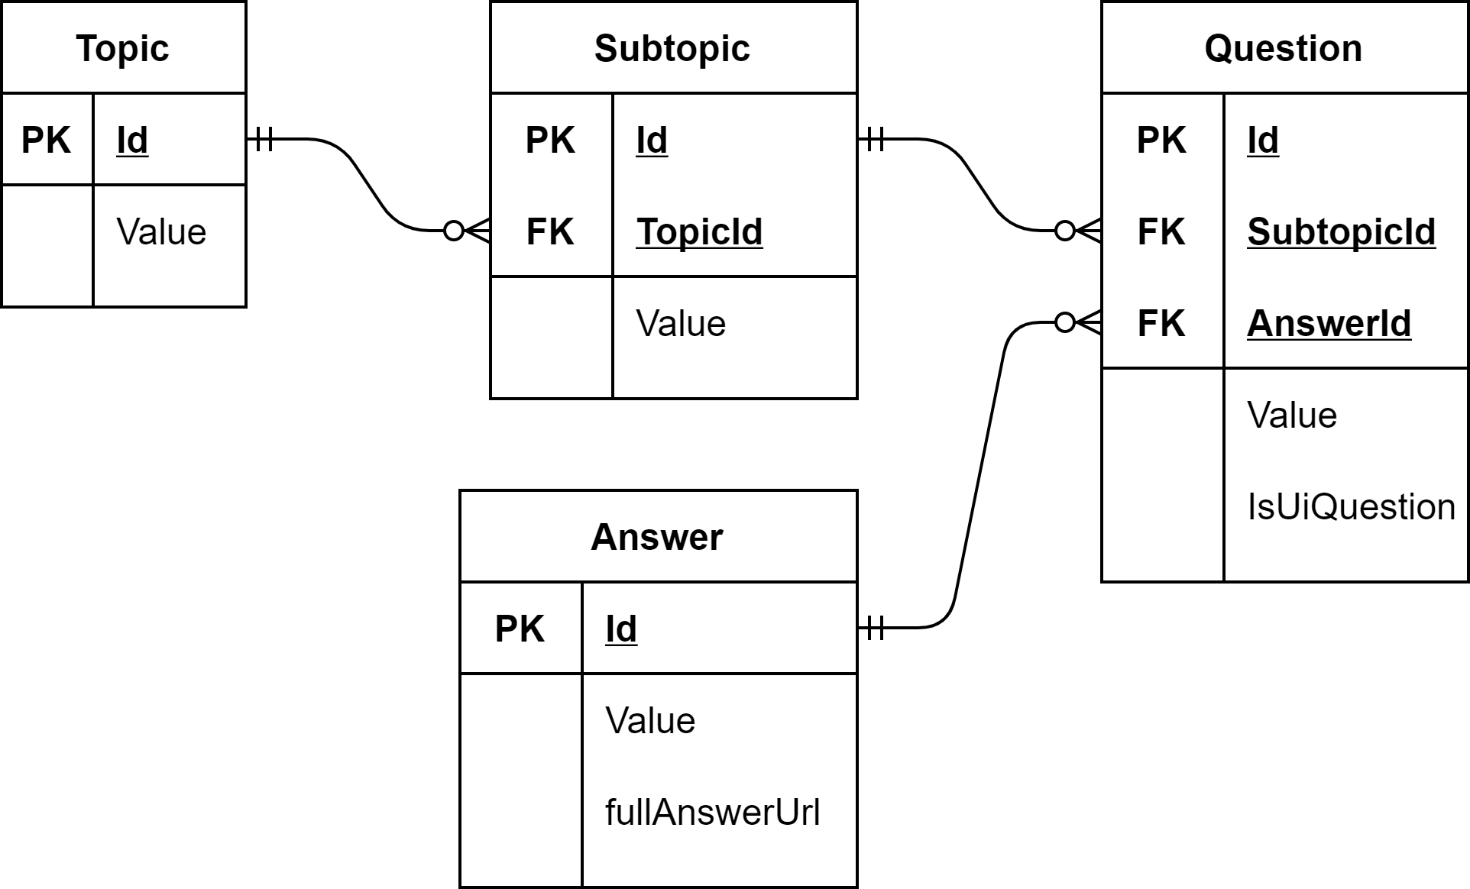 Topic
PK Id
Value
Subtopic
PK Id
FK TopicId
Value
Question
PK Id
FK SubtopicId
FK AnswerId
Value
IsUiQuestion
Answer
PK Id
Value
fullAnswerUrl